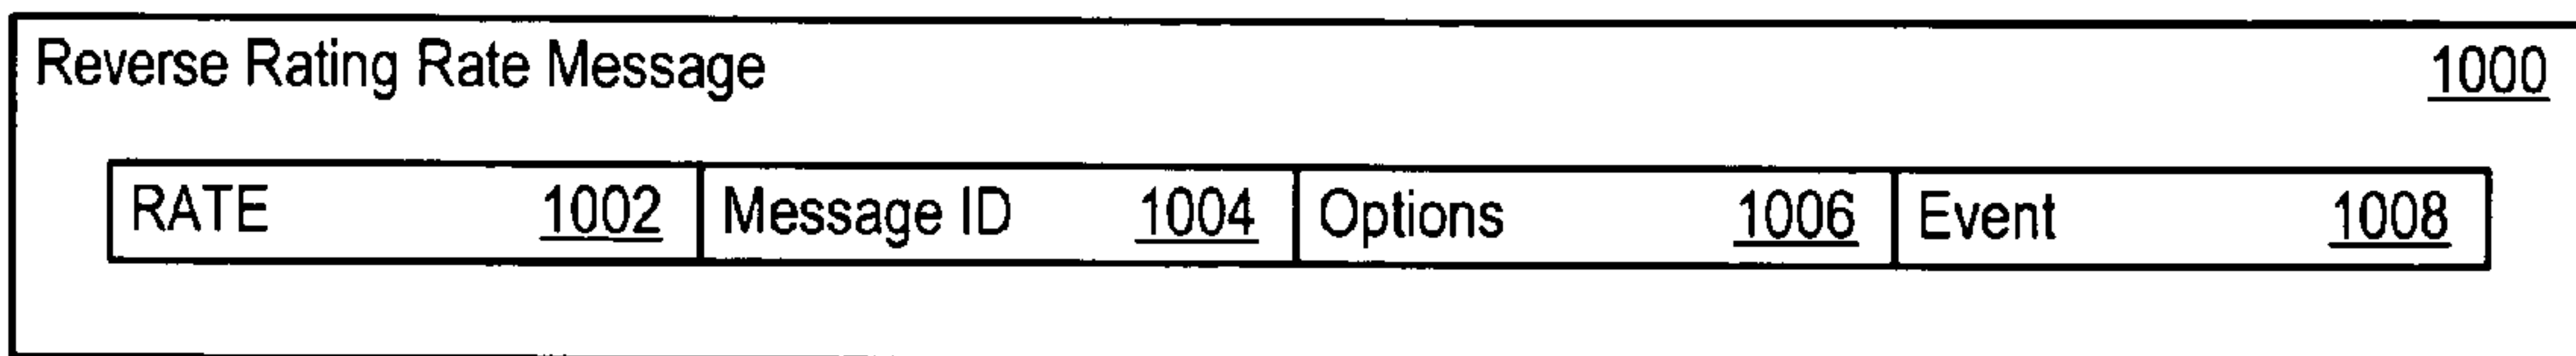 Reverse Rating Rate Message 1000
RATE 1002 Message ID 1004 Options 1006 Event 1008